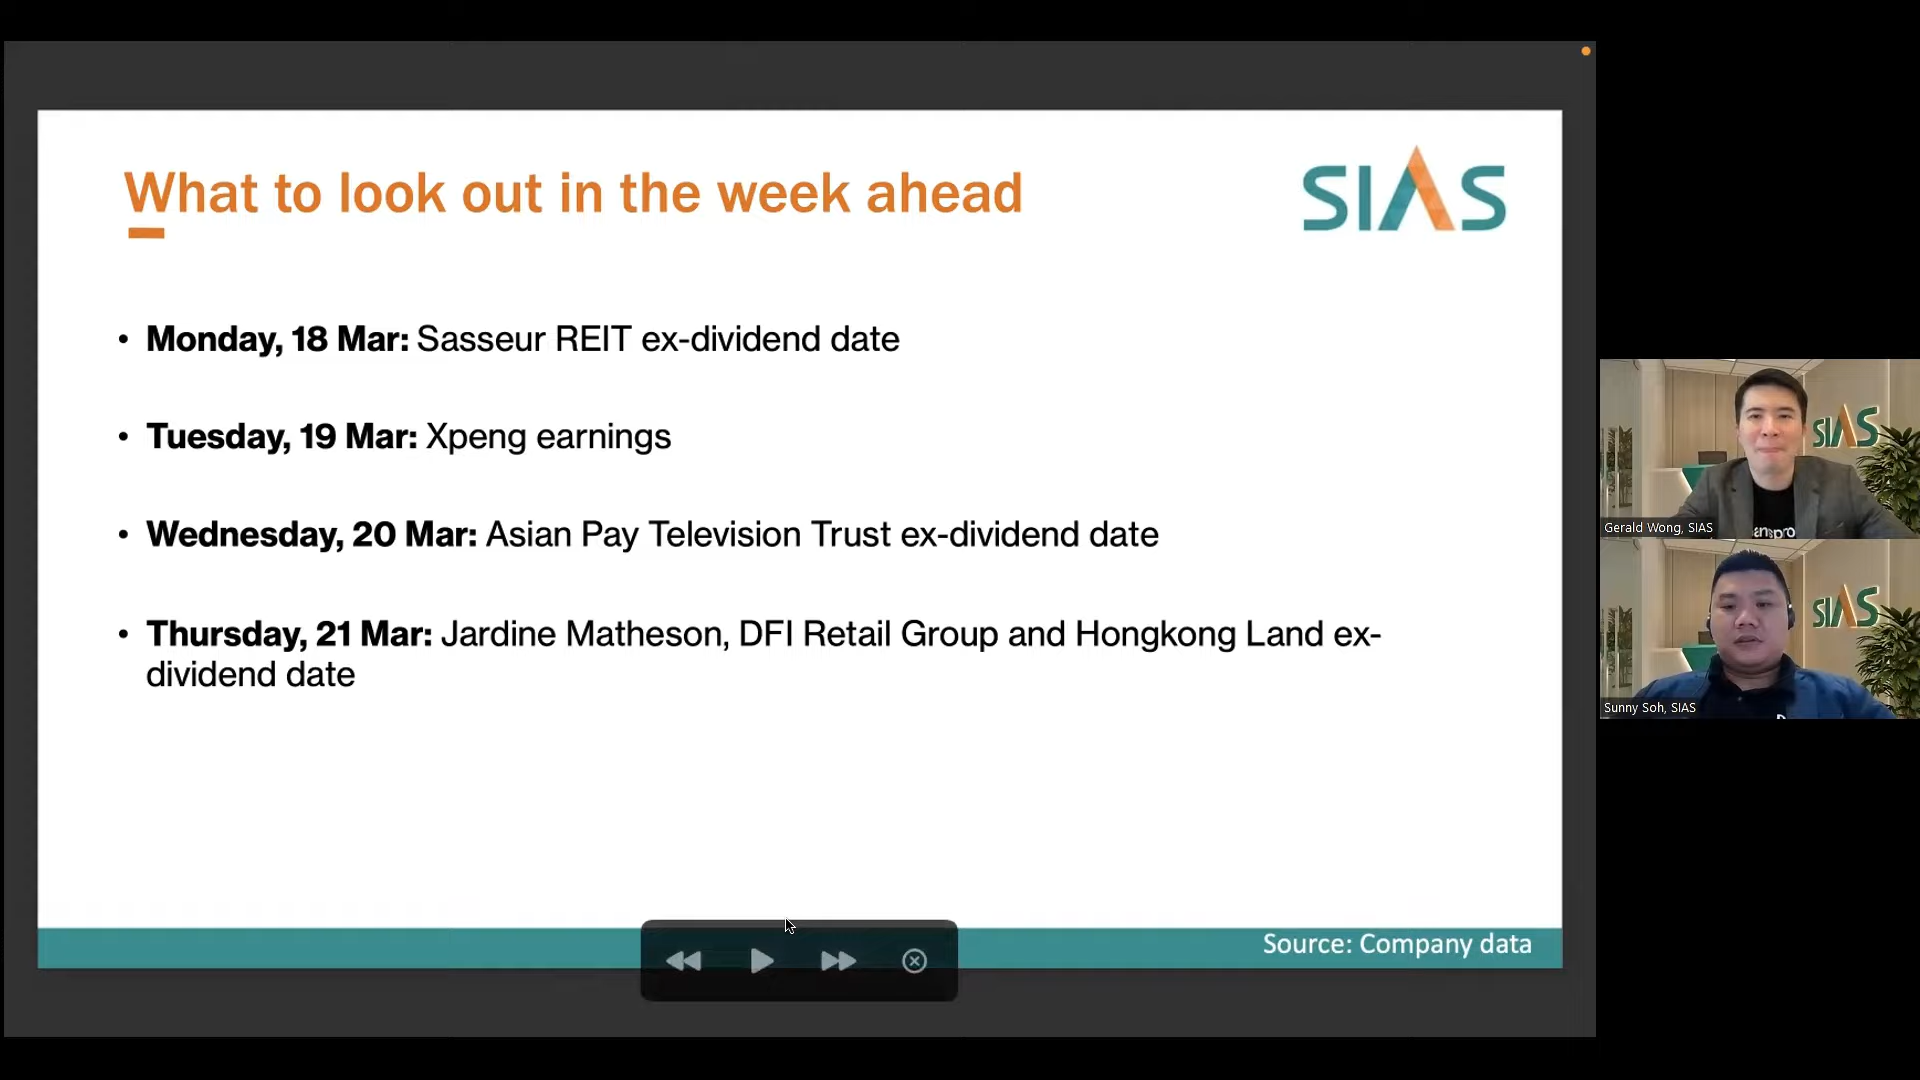 What to look out in the week ahead
SIAS
• Monday, 18 Mar: Sasseur REIT ex-dividend date
• Tuesday, 19 Mar: Xpeng earnings
• Wednesday, 20 Mar: Asian Pay Television Trust ex-dividend date
• Thursday, 21 Mar: Jardine Matheson, DFI Retail Group and Hongkong Land ex-
dividend date
Source: Company data
SIAS
Gerald Wong, SIAS
SIAS
Sunny Soh, SIAS